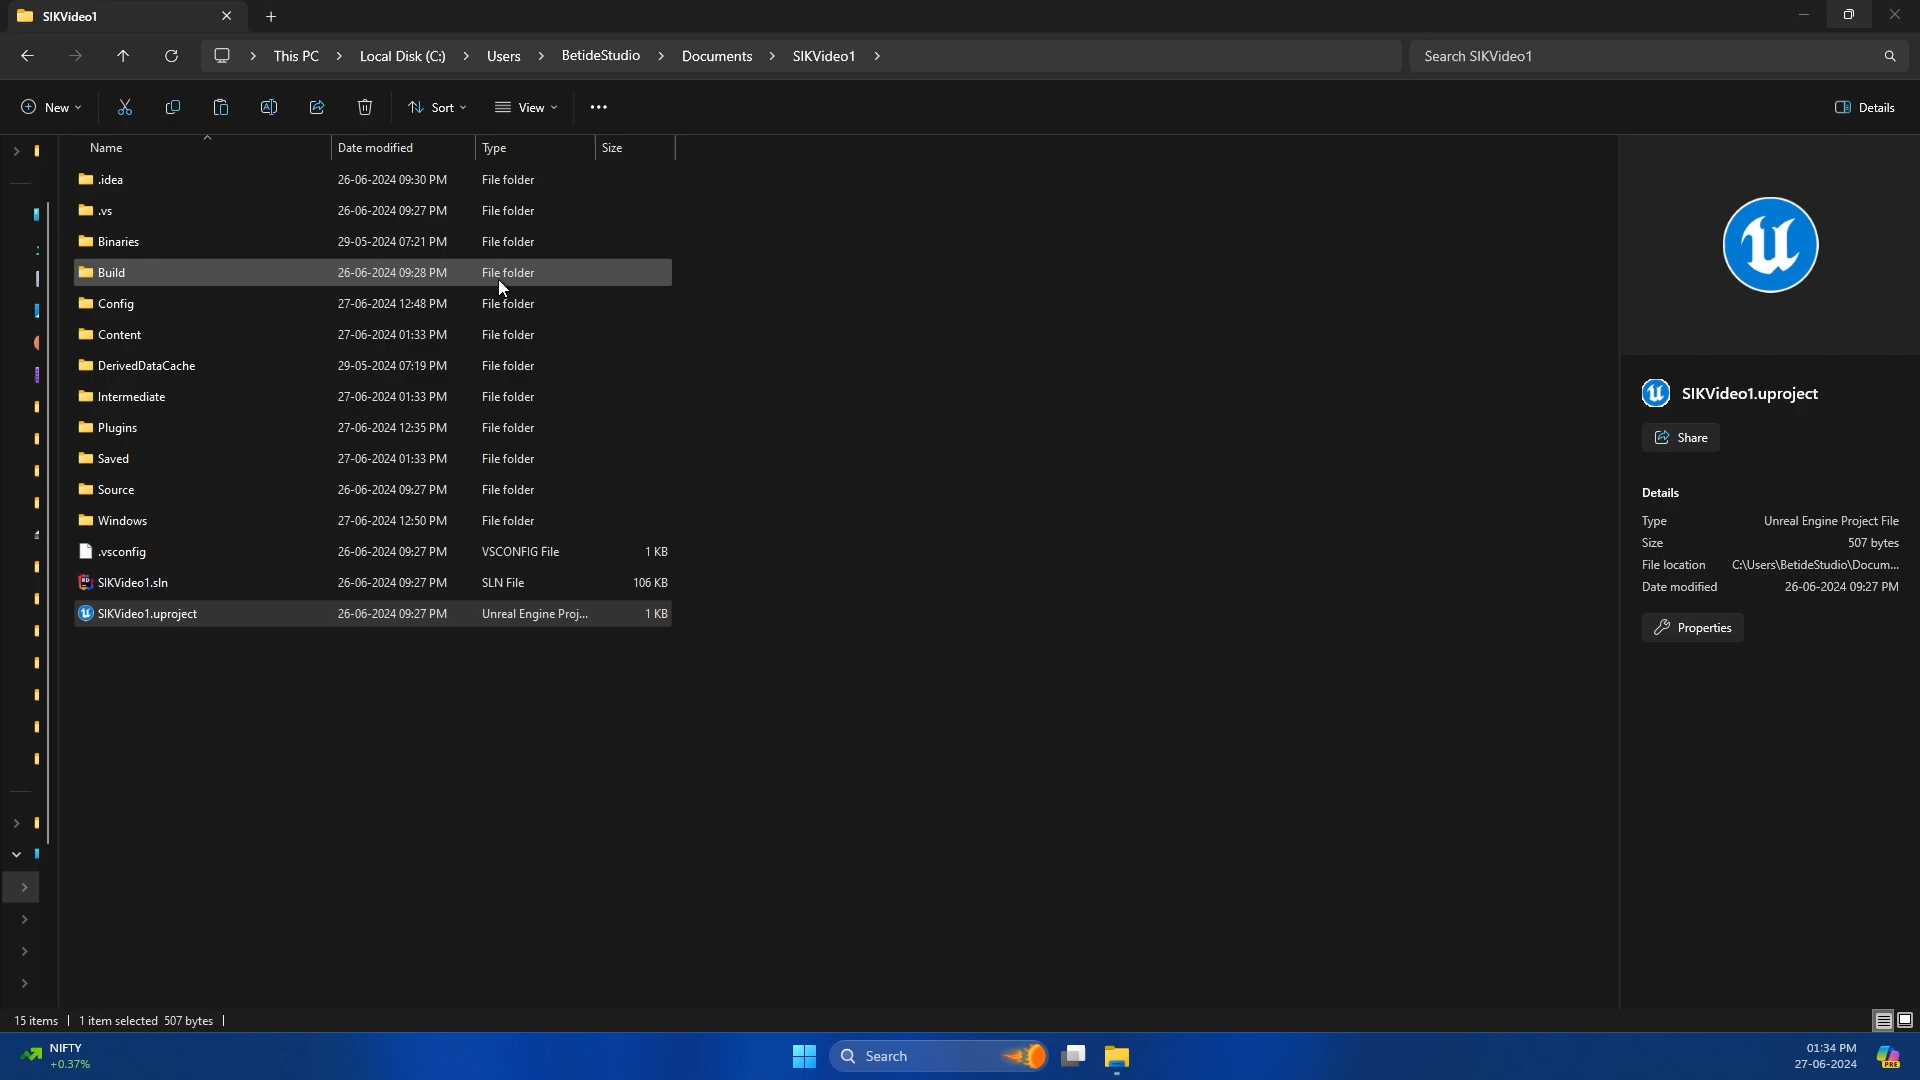 SIKVideo1
This PC > Local Disk (C:) > Users > BetideStudio > Documents > SIKVideo1 >
Search SIKVideo1
New
Sort
View
Details
Name Date modified Type Size
.idea 26-06-2024 09:30 PM File folder
.vs 26-06-2024 09:27 PM File folder
Binaries 29-05-2024 07:21 PM File folder
Build 26-06-2024 09:28 PM File folder
Config 27-06-2024 12:48 PM File folder
Content 27-06-2024 01:33 PM File folder
DerivedDataCache 29-05-2024 07:19 PM File folder
Intermediate 27-06-2024 01:33 PM File folder
Plugins 27-06-2024 12:35 PM File folder
Saved 27-06-2024 01:33 PM File folder
Source 26-06-2024 09:27 PM File folder
Windows 27-06-2024 12:50 PM File folder
.vsconfig 26-06-2024 09:27 PM VSCONFIG File 1 KB
SIKVideo1.sln 26-06-2024 09:27 PM SLN File 106 KB
SIKVideo1.uproject 26-06-2024 09:27 PM Unreal Engine Proj... 1 KB
SIKVideo1.uproject
Share
Details
Type Unreal Engine Project File
Size 507 bytes
File location C:\Users\BetideStudio\Docum...
Date modified 26-06-2024 09:27 PM
Properties
15 items | 1 item selected 507 bytes |
NIFTY
+0.37%
Search
01:34 PM
27-06-2024
PRE